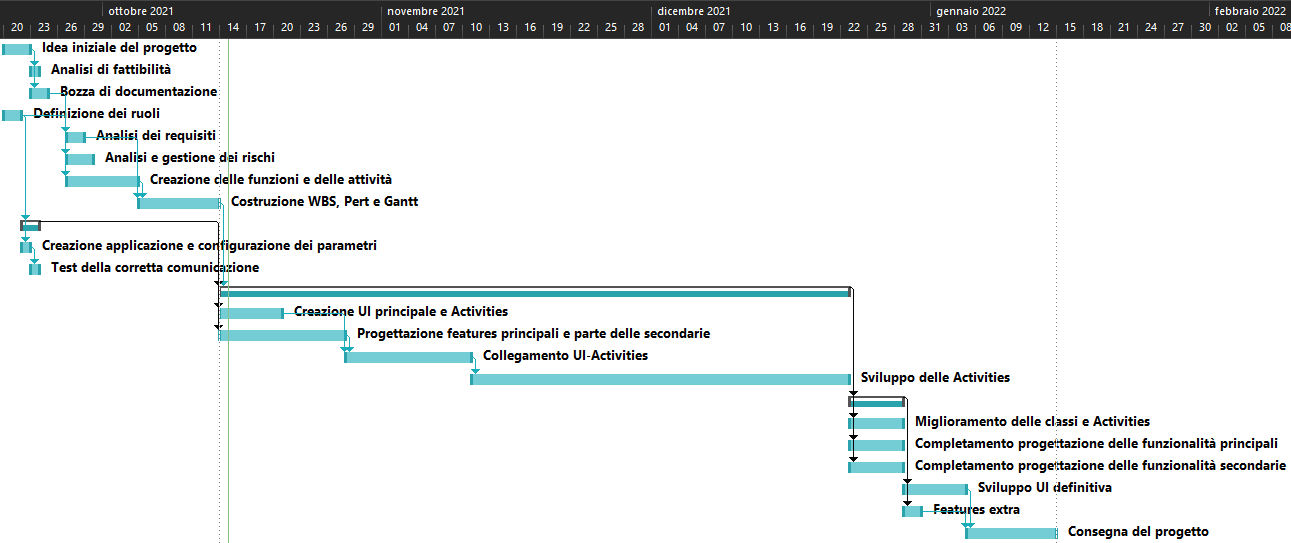 ottobre 2021 novembre 2021 dicembre 2021 gennaio 2022 febbraio 2022
20 23 26 29 02 05 08 11 14 17 20 23 26 29 01 04 07 10 13 16 19 22 25 28 01 04 07 10 13 16 19 22 25 28 31 03 06 09 12 15 18 21 24 27 30 02 05 08
Idea iniziale del progetto
Analisi di fattibilità
Bozza di documentazione
Definizione dei ruoli
Analisi dei requisiti
Analisi e gestione dei rischi
Creazione delle funzioni e delle attività
Costruzione WBS, Pert e Gantt
Creazione applicazione e configurazione dei parametri
Test della corretta comunicazione
Creazione UI principale e Activities
Progettazione features principali e parte delle secondarie
Collegamento UI-Activities
Sviluppo delle Activities
Miglioramento delle classi e Activities
Completamento progettazione delle funzionalità principali
Completamento progettazione delle funzionalità secondarie
Sviluppo UI definitiva
Features extra
Consegna del progetto